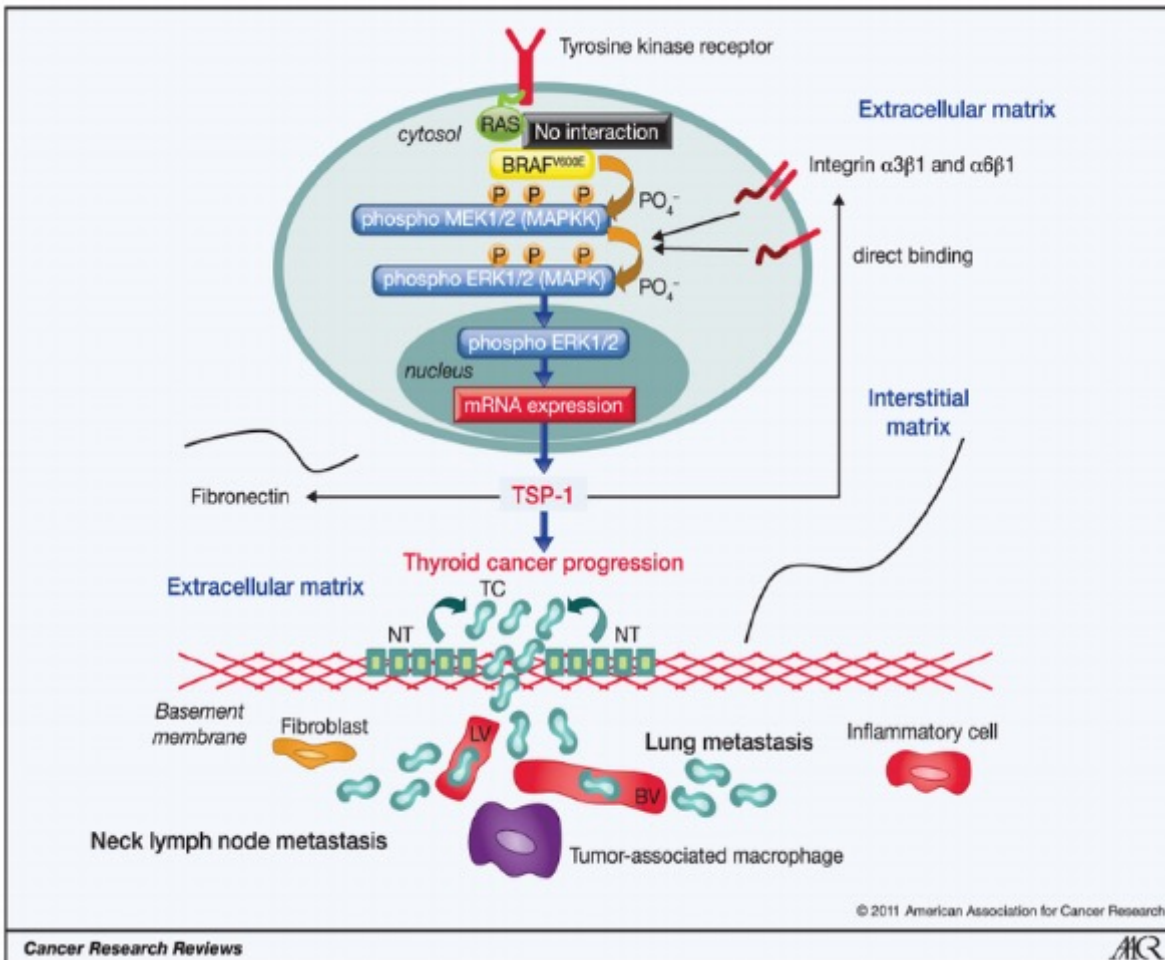 Tyrosine kinase receptor
Extracellular matrix
cytosol
RAS
No interaction
BRAFV600E
Integrin α3β1 and α6β1
P P P
PO4−
phospho MEK1/2 (MAPKK)
P P P
direct binding
phospho ERK1/2 (MAPK)
PO4−
phospho ERK1/2
nucleus
mRNA expression
Interstitial
matrix
Fibronectin
TSP-1
Thyroid cancer progression
Extracellular matrix
TC
NT
NT
Basement
membrane
Fibroblast
LV
Lung metastasis
Inflammatory cell
BV
Neck lymph node metastasis
Tumor-associated macrophage
© 2011 American Association for Cancer Research
Cancer Research Reviews
AACR